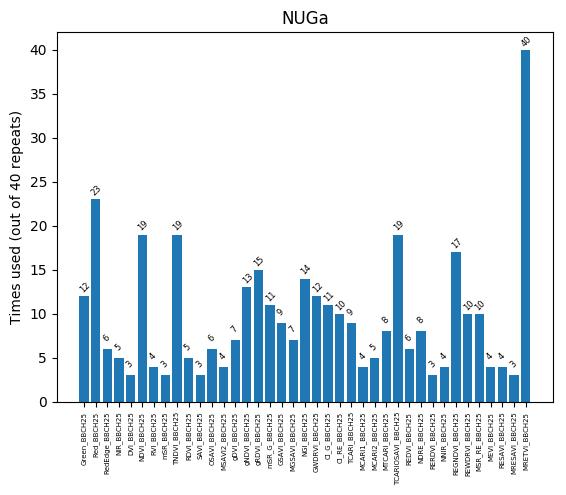 NUGa
Times used (out of 40 repeats)
40
35
30
25
20
15
10
5
0
12
23
6
5
3
19
4
3
19
5
3
6
4
7
13
15
11
9
7
14
12
11
10
9
4
5
8
19
6
8
3
4
17
10
10
4
4
3
40
Green_BBCH25
Red_BBCH25
RedEdge_BBCH25
NIR_BBCH25
DVI_BBCH25
NDVI_BBCH25
RVI_BBCH25
mSR_BBCH25
TNDVI_BBCH25
RDVI_BBCH25
SAVI_BBCH25
OSAVI_BBCH25
MSAVI2_BBCH25
gDVI_BBCH25
gNDVI_BBCH25
gRDVI_BBCH25
mSR_G_BBCH25
GSAVI_BBCH25
MGSAVI_BBCH25
NGI_BBCH25
GWDRVI_BBCH25
CI_G_BBCH25
CI_RE_BBCH25
TCARI_BBCH25
MCARI1_BBCH25
MCARI2_BBCH25
MTCARI_BBCH25
TCARIOSAVI_BBCH25
REDVI_BBCH25
NDRE_BBCH25
RERDVI_BBCH25
NNIR_BBCH25
REGNDVI_BBCH25
REWDRVI_BBCH25
MSR_RE_BBCH25
MEVI_BBCH25
RESAVI_BBCH25
MRESAVI_BBCH25
MRETVI_BBCH25